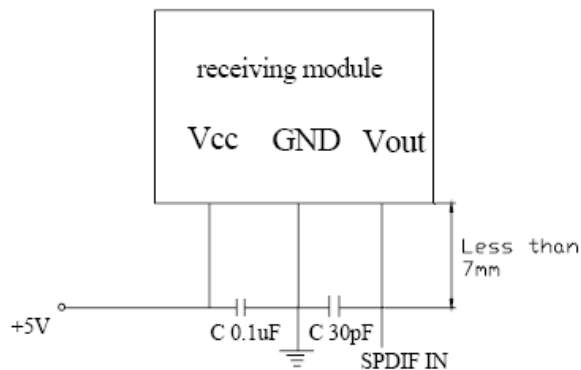 receiving module
Vcc GND Vout
Less than
7mm
+5V
C 0.1uF C 30pF
SPDIF IN